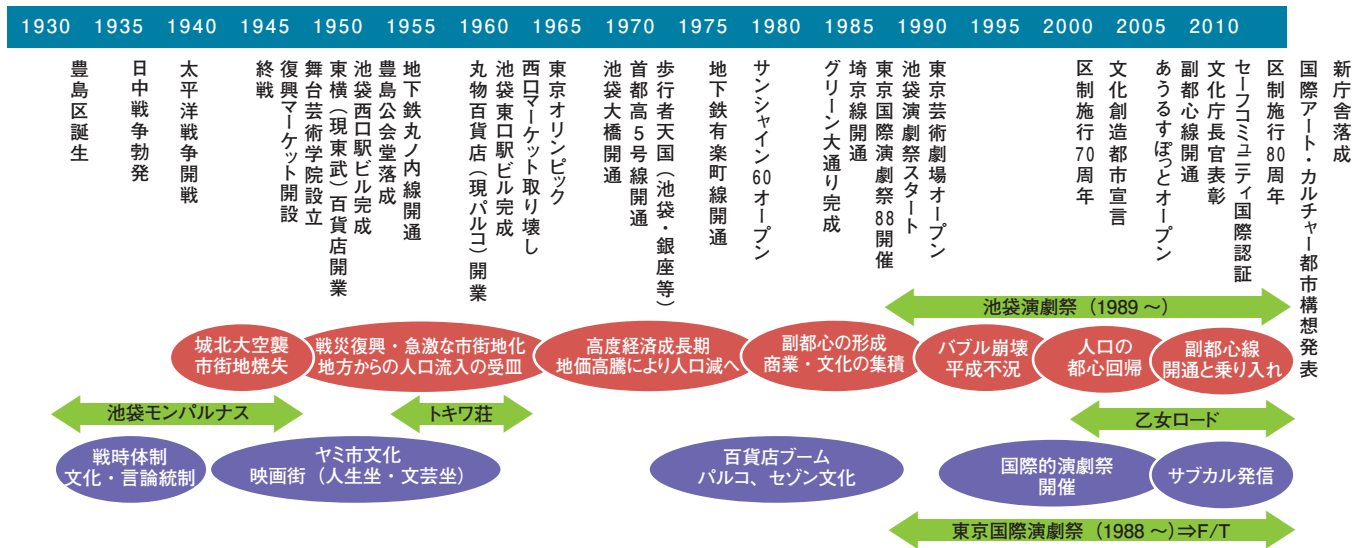 1930 1935 1940 1945 1950 1955 1960 1965 1970 1975 1980 1985 1990 1995 2000 2005 2010
豊島区誕生
日中戦争勃発
太平洋戦争開戦
終戦
復興マーケット開設
舞台芸術学院設立
東横（現東武）百貨店開業
池袋西口駅ビル完成
豊島公会堂落成
地下鉄丸ノ内線開通
丸物百貨店（現パルコ）開業
池袋東口駅ビル完成
西口マーケット取り壊し
東京オリンピック
池袋大橋開通
首都高5号線開通
歩行者天国（池袋・銀座等）
地下鉄有楽町線開通
サンシャイン60オープン
グリーン大通り完成
埼京線開通
東京国際演劇祭88開催
池袋演劇祭スタート
東京芸術劇場オープン
区制施行70周年
文化創造都市宣言
あうるすぽっとオープン
副都心線開通
文化庁長官表彰
セーフコミュニティ国際認証
区制施行80周年
国際アート・カルチャー都市構想発表
新庁舎落成
池袋演劇祭（1989～）
城北大空襲
市街地焼失
戦災復興・急激な市街地化
地方からの人口流入の受皿
高度経済成長期
地価高騰により人口減へ
副都心の形成
商業・文化の集積
バブル崩壊
平成不況
人口の
都心回帰
副都心線
開通と乗り入れ
池袋モンパルナス
トキワ荘
乙女ロード
戦時体制
文化・言論統制
ヤミ市文化
映画街（人生坐・文芸坐）
百貨店ブーム
パルコ、セゾン文化
国際的演劇祭
開催
サブカル発信
東京国際演劇祭（1988～）⇒F/T